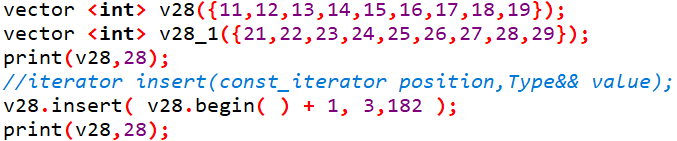 vector <int> v28({11,12,13,14,15,16,17,18,19});
vector <int> v28_1({21,22,23,24,25,26,27,28,29});
print(v28,28);
//iterator insert(const_iterator position,Type&& value);
v28.insert( v28.begin( ) + 1, 3,182 );
print(v28,28);